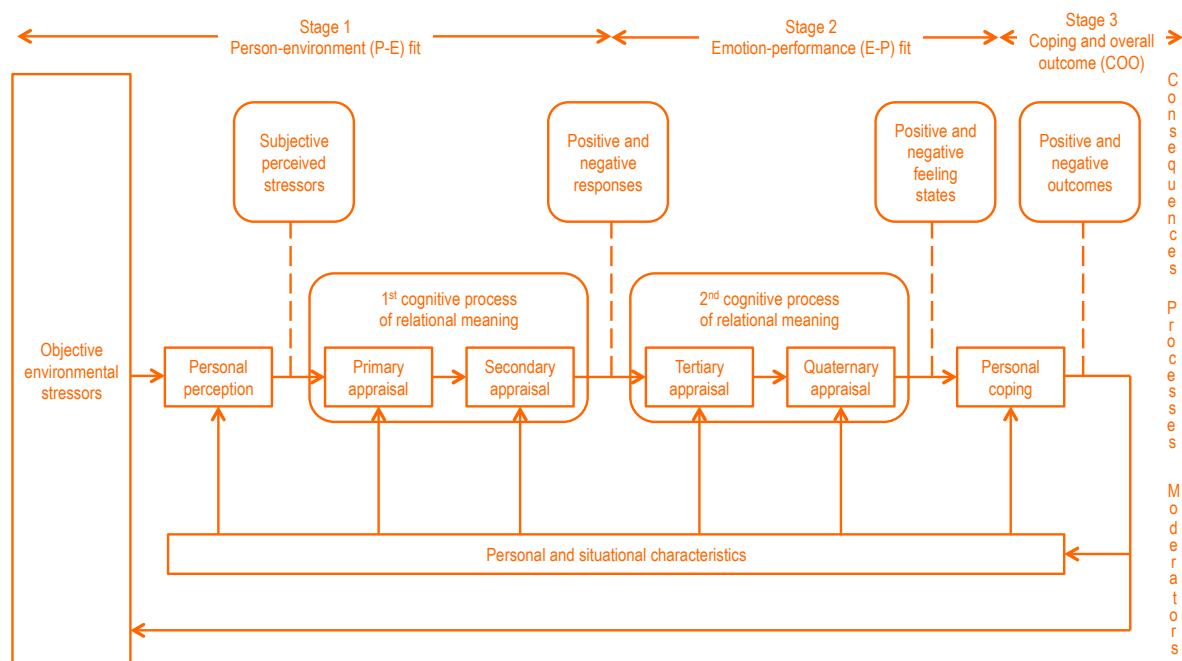 Stage 1
Person-environment (P-E) fit
Stage 2
Emotion-performance (E-P) fit
Stage 3
Coping and overall
outcome (COO)
Subjective
perceived
stressors
Positive and
negative
responses
Positive and
negative
feeling
states
Positive and
negative
outcomes
Consequences
1st cognitive process
of relational meaning
2nd cognitive process
of relational meaning
Objective
environmental
stressors
Personal
perception
Primary
appraisal
Secondary
appraisal
Tertiary
appraisal
Quaternary
appraisal
Personal
coping
Processes
Personal and situational characteristics
Moderators